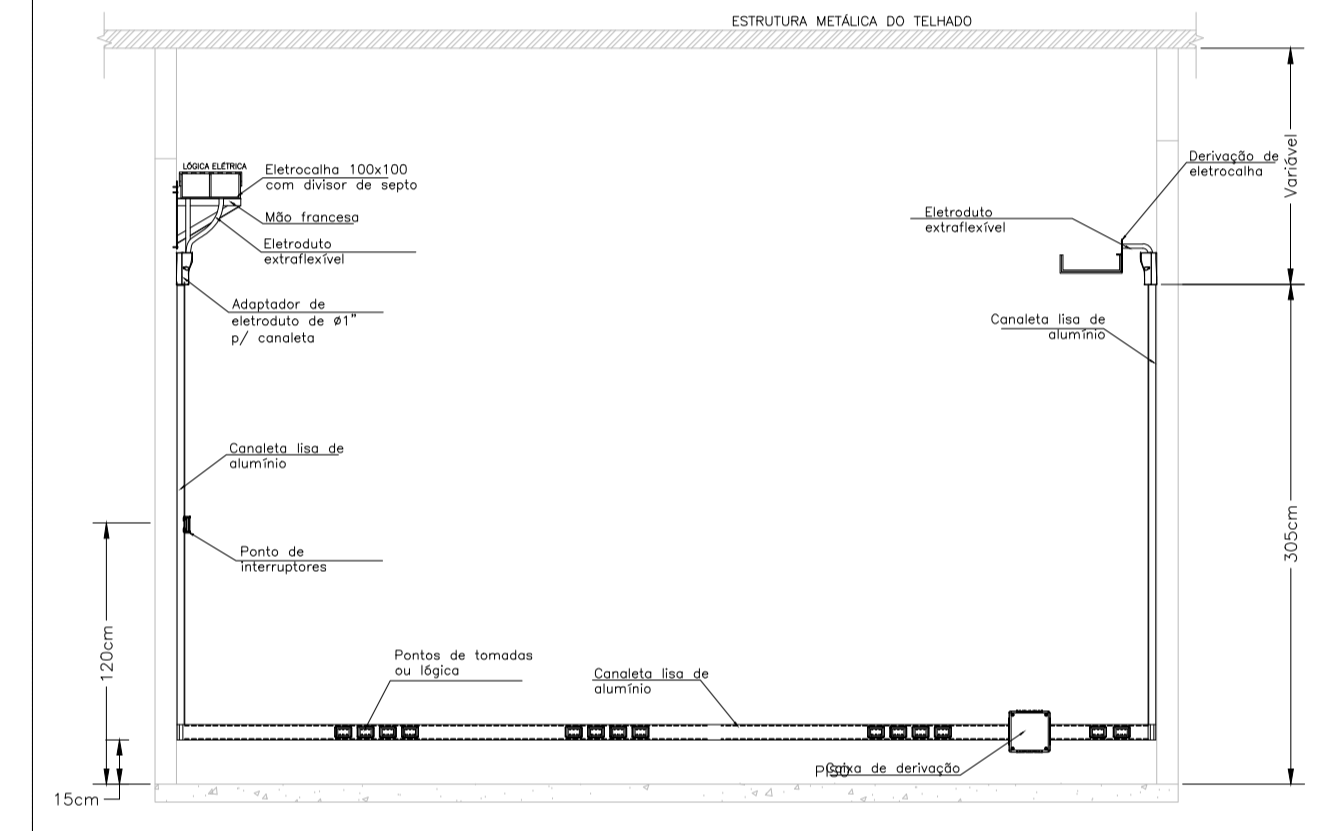 ESTRUTURA METÁLICA DO TELHADO
LÓGICA ELÉTRICA
Eletrocalha 100x100
com divisor de septo
Mão francesa
Eletroduto
extraflexível
Adaptador de
eletroduto de ø1"
p/ canaleta
Derivação de
eletrocalha
Variável
Eletroduto
extraflexível
Canaleta lisa de
alumínio
Canaleta lisa de
alumínio
305cm
Ponto de
interruptores
120cm
Pontos de tomadas
ou lógica
Canaleta lisa de
alumínio
PISO
Caixa de derivação
15cm